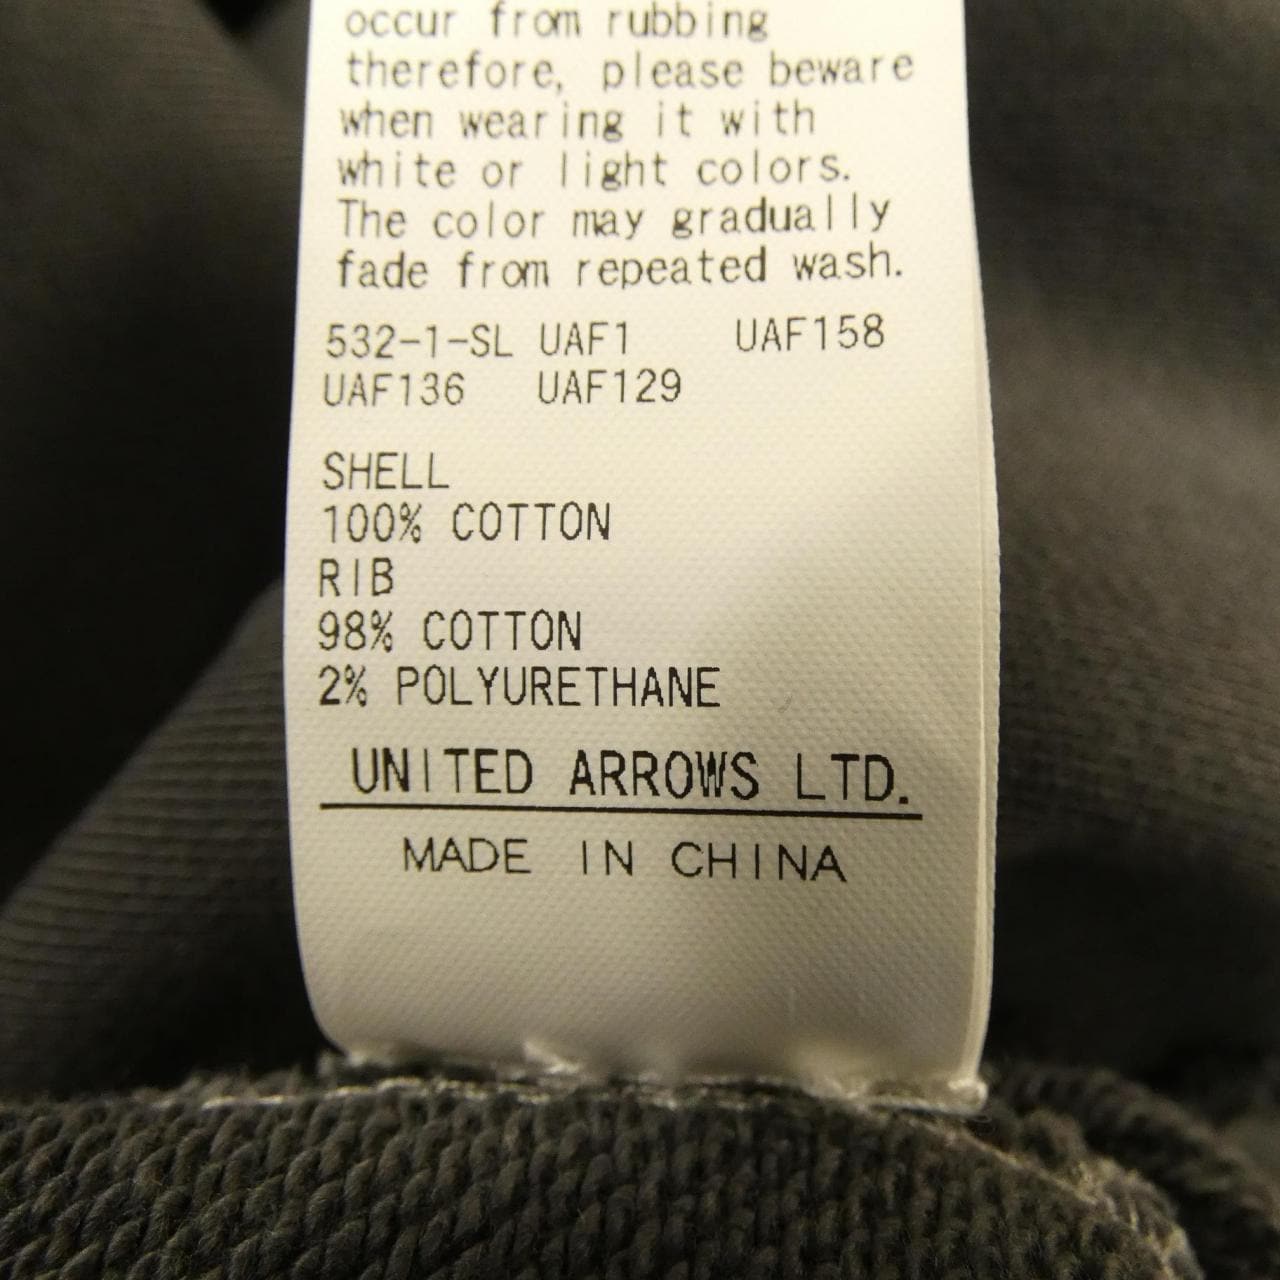 occur from rubbing
therefore, please beware
when wearing it with
white or light colors.
The color may gradually
fade from repeated wash.
532-1-SL UAF1 UAF158
UAF136 UAF129
SHELL
100% COTTON
RIB
98% COTTON
2% POLYURETHANE
UNITED ARROWS LTD.
MADE IN CHINA